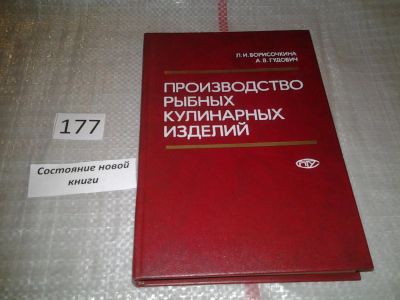 Л. И. БОРИСОЧКИНА
А. В. ГУДОВИЧ
ПРОИЗВОДСТВО
РЫБНЫХ
КУЛИНАРНЫХ
ИЗДЕЛИЙ
177
Состояние новой
книги